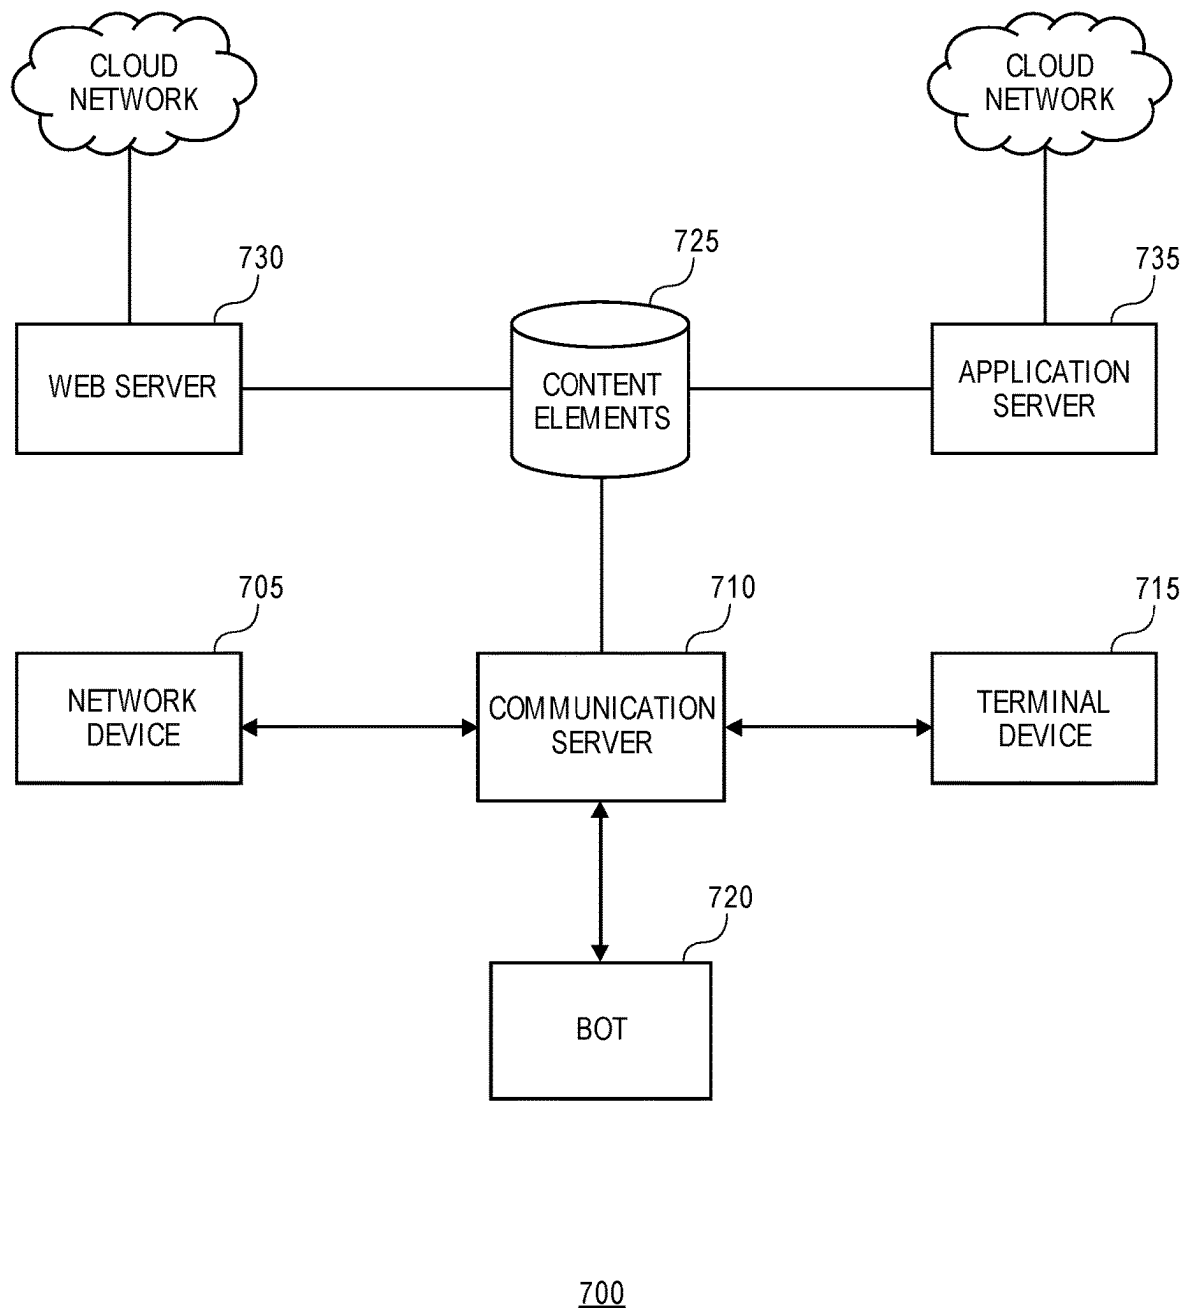 CLOUD
NETWORK
CLOUD
NETWORK
730
725
735
WEB SERVER
CONTENT
ELEMENTS
APPLICATION
SERVER
705
710
715
NETWORK
DEVICE
COMMUNICATION
SERVER
TERMINAL
DEVICE
720
BOT
700